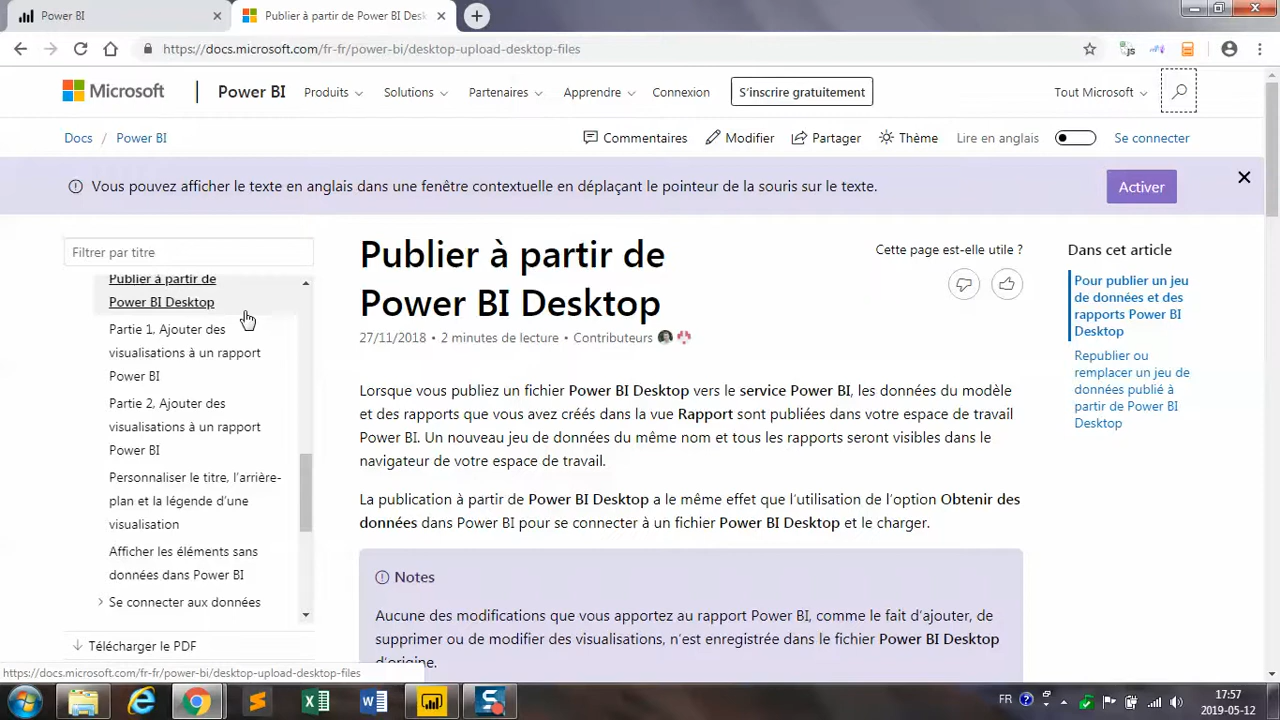 Power BI
Publier à partir de Power BI Desk
https://docs.microsoft.com/fr-fr/power-bi/desktop-upload-desktop-files
Microsoft
Power BI
Produits
Solutions
Partenaires
Apprendre
Connexion
S'inscrire gratuitement
Tout Microsoft
Docs / Power BI
Commentaires
Modifier
Partager
Thème
Lire en anglais
Se connecter
Vous pouvez afficher le texte en anglais dans une fenêtre contextuelle en déplaçant le pointeur de la souris sur le texte.
Activer
Filtrer par titre
Publier à partir de
Power BI Desktop
Partie 1, Ajouter des
visualisations à un rapport
Power BI
Partie 2, Ajouter des
visualisations à un rapport
Power BI
Personnaliser le titre, l'arrière-
plan et la légende d'une
visualisation
Afficher les éléments sans
données dans Power BI
Se connecter aux données
Télécharger le PDF
Publier à partir de
Power BI Desktop
27/11/2018 • 2 minutes de lecture • Contributeurs
Cette page est-elle utile ?
Lorsque vous publiez un fichier Power BI Desktop vers le service Power BI, les données du modèle
et des rapports que vous avez créés dans la vue Rapport sont publiées dans votre espace de travail
Power BI. Un nouveau jeu de données du même nom et tous les rapports seront visibles dans le
navigateur de votre espace de travail.
La publication à partir de Power BI Desktop a le même effet que l'utilisation de l'option Obtenir des
données dans Power BI pour se connecter à un fichier Power BI Desktop et le charger.
Notes
Aucune des modifications que vous apportez au rapport Power BI, comme le fait d'ajouter, de
supprimer ou de modifier des visualisations, n'est enregistrée dans le fichier Power BI Desktop
d'origine.
Dans cet article
Pour publier un jeu
de données et des
rapports Power BI
Desktop
Republier ou
remplacer un jeu de
données publié à
partir de Power BI
Desktop
https://docs.microsoft.com/fr-fr/power-bi/desktop-upload-desktop-files
FR
17:57
2019-05-12